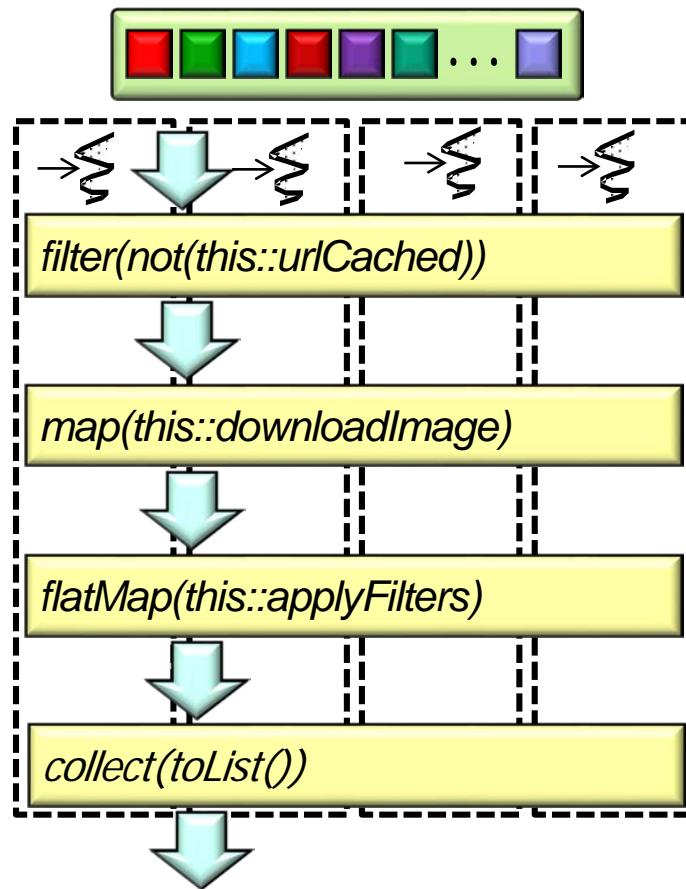 . . .
filter(not(this::urlCached))
map(this::downloadImage)
flatMap(this::applyFilters)
collect(toList())